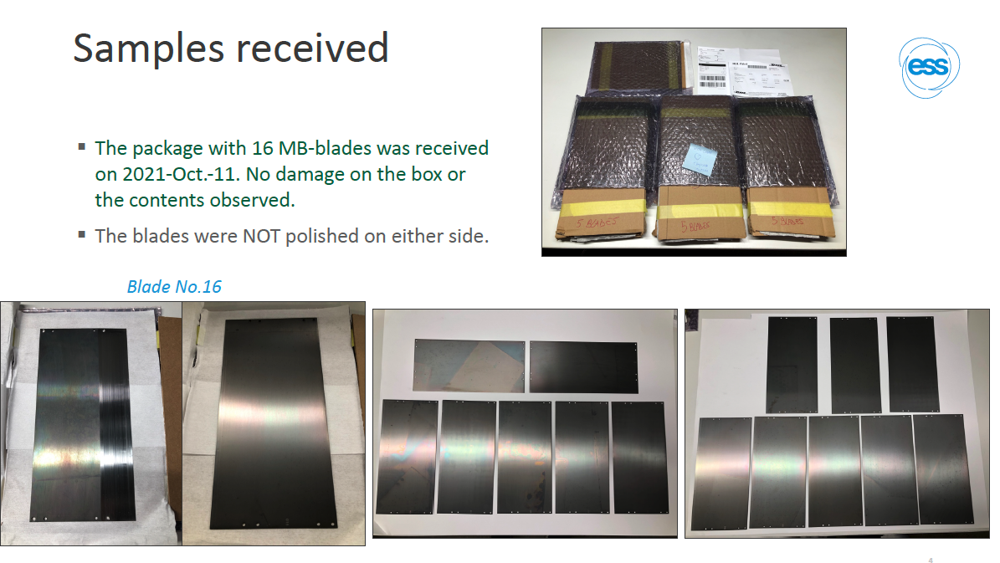 Samples received
ess
▪ The package with 16 MB-blades was received
on 2021-Oct.-11. No damage on the box or
the contents observed.
▪ The blades were NOT polished on either side.
5 BLADES
5 BLADES
5 BLADES
Blade No.16
4